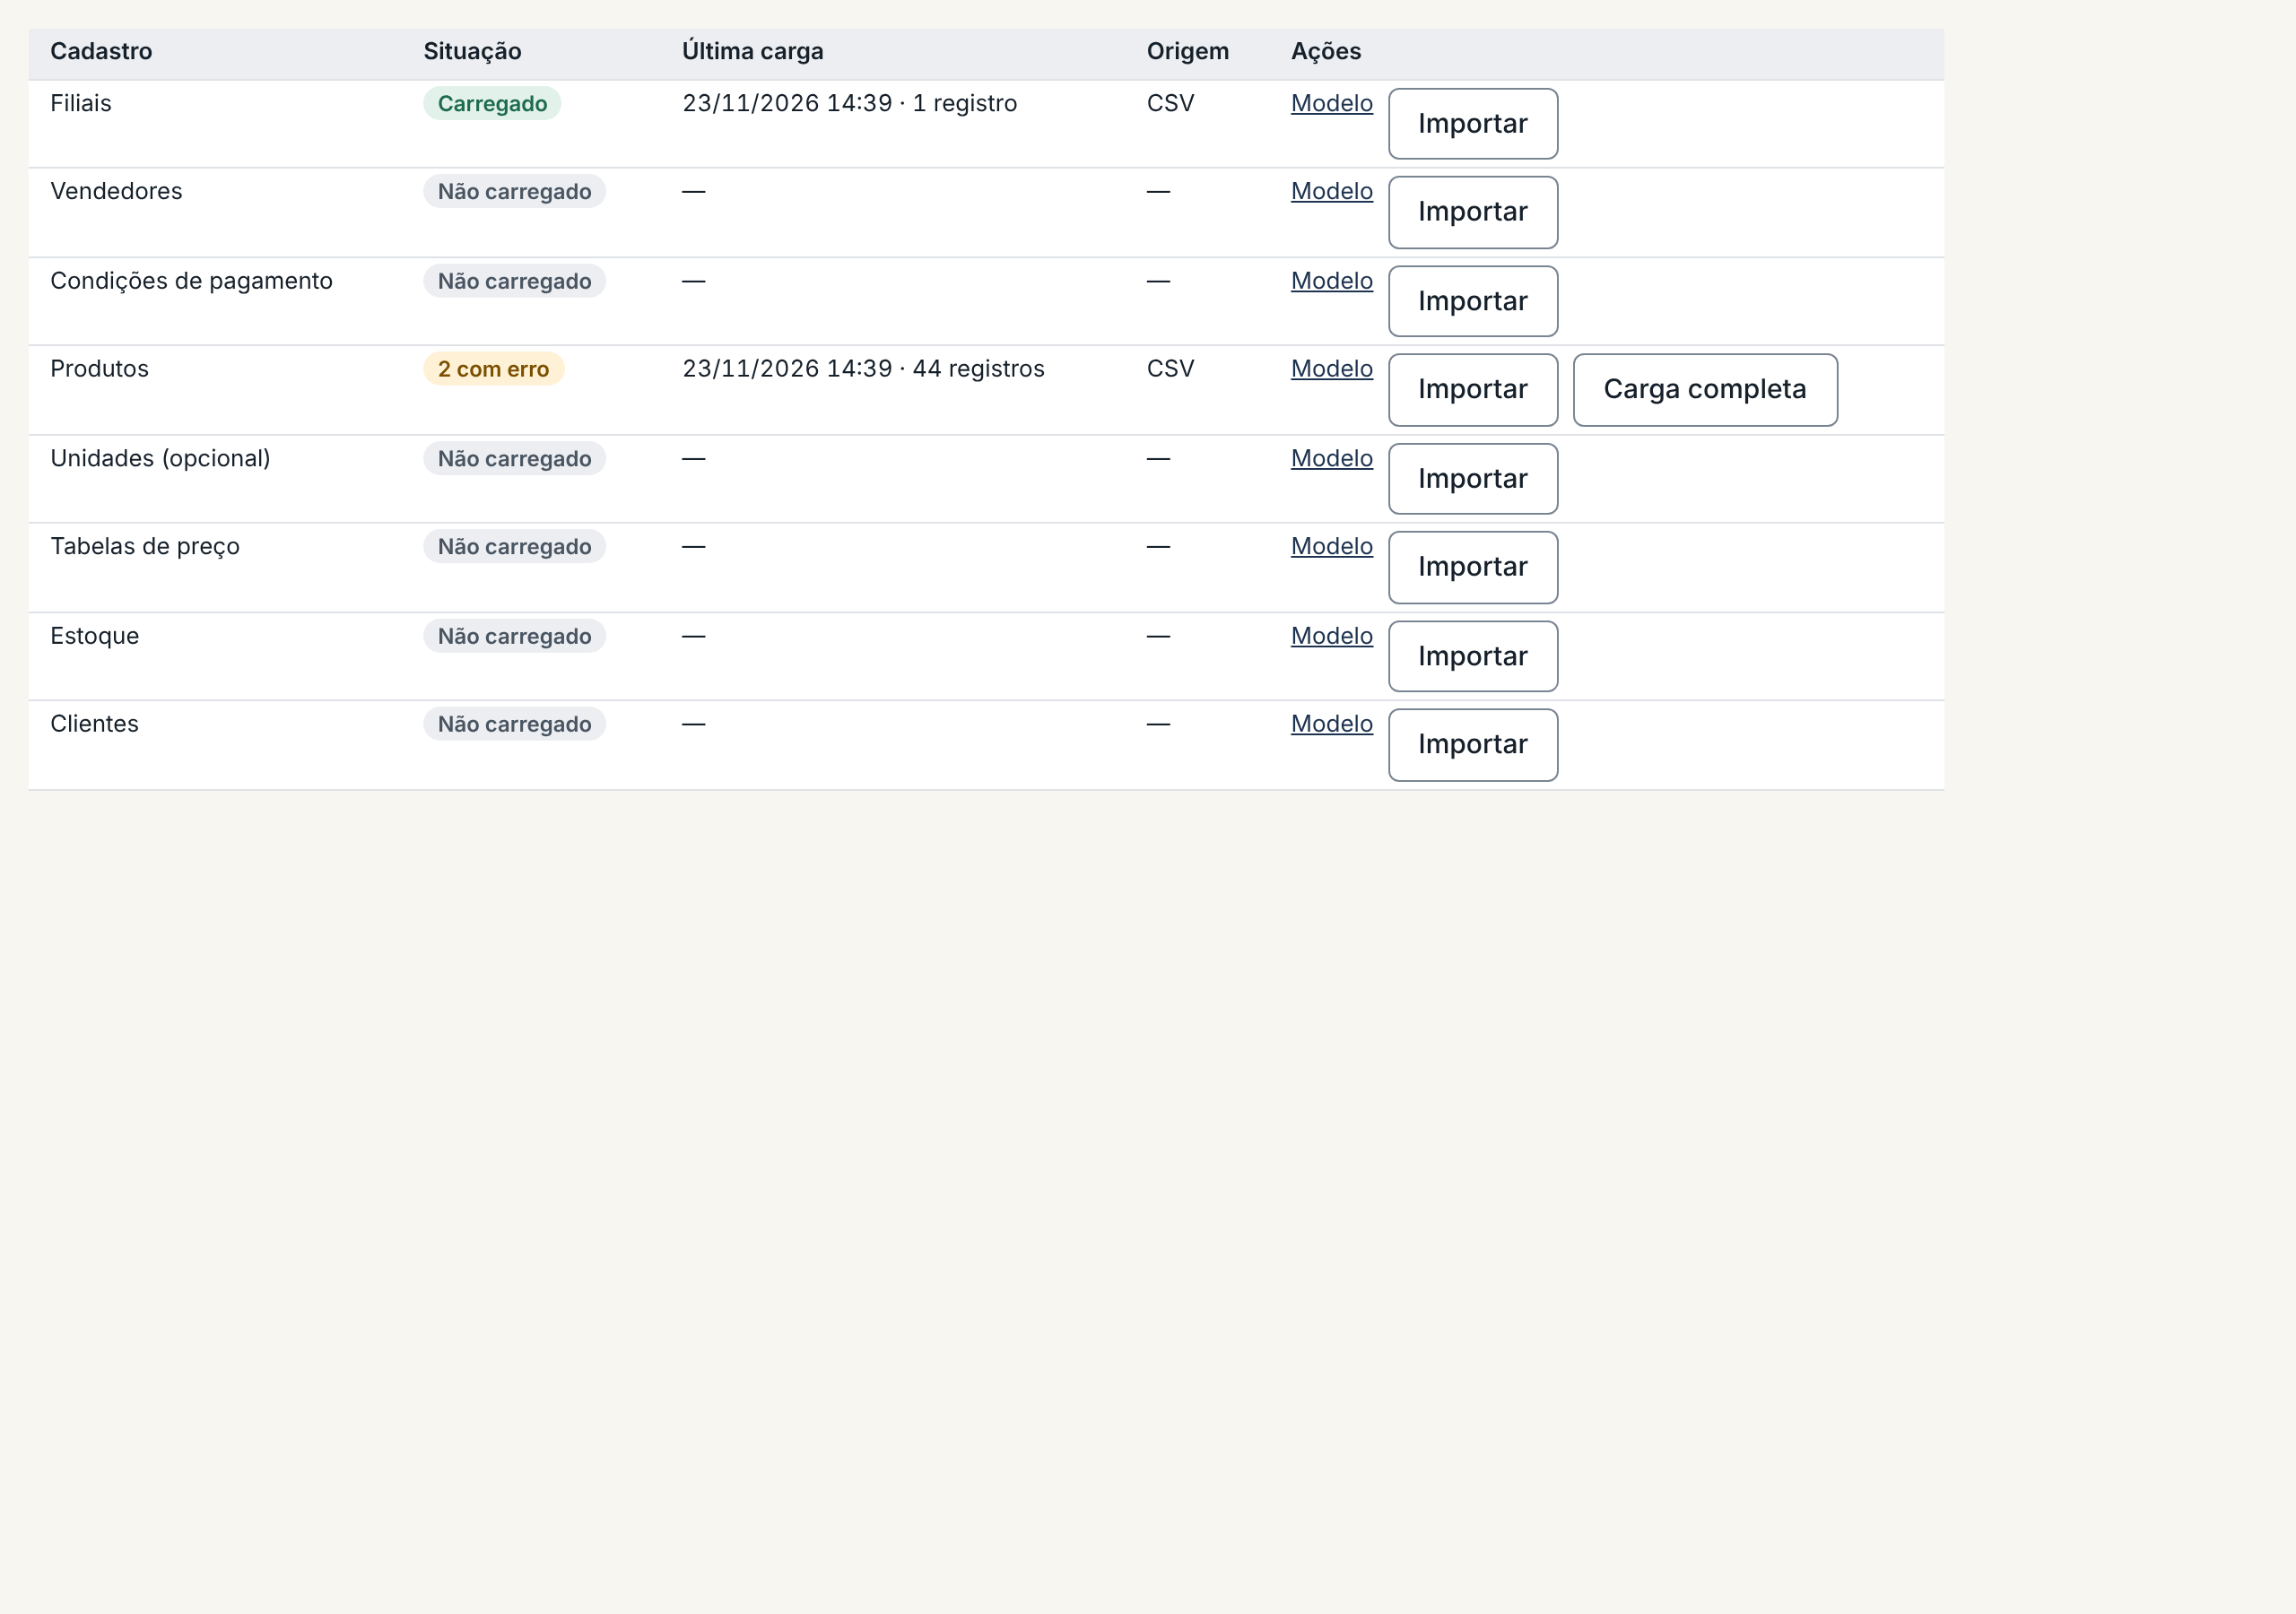 Cadastro Situação Última carga Origem Ações
Filiais Carregado 23/11/2026 14:39 · 1 registro CSV Modelo Importar
Vendedores Não carregado — — Modelo Importar
Condições de pagamento Não carregado — — Modelo Importar
Produtos 2 com erro 23/11/2026 14:39 · 44 registros CSV Modelo Importar Carga completa
Unidades (opcional) Não carregado — — Modelo Importar
Tabelas de preço Não carregado — — Modelo Importar
Estoque Não carregado — — Modelo Importar
Clientes Não carregado — — Modelo Importar